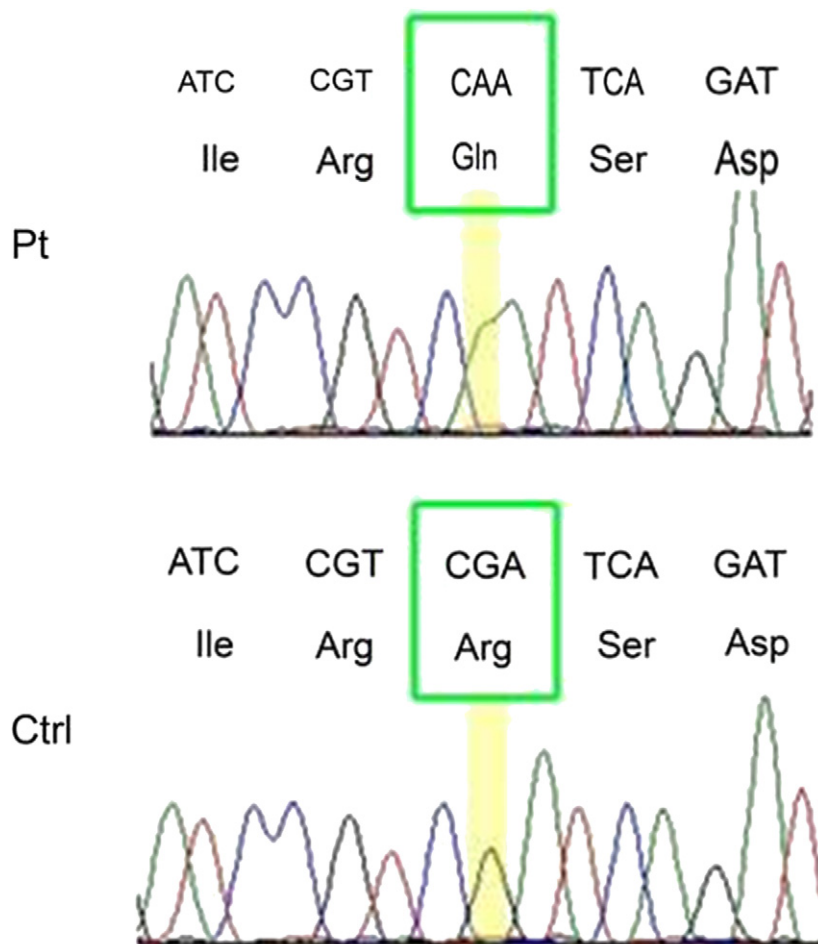 ATC CGT CAA TCA GAT
Ile Arg Gln Ser Asp
Pt
ATC CGT CGA TCA GAT
Ile Arg Arg Ser Asp
Ctrl